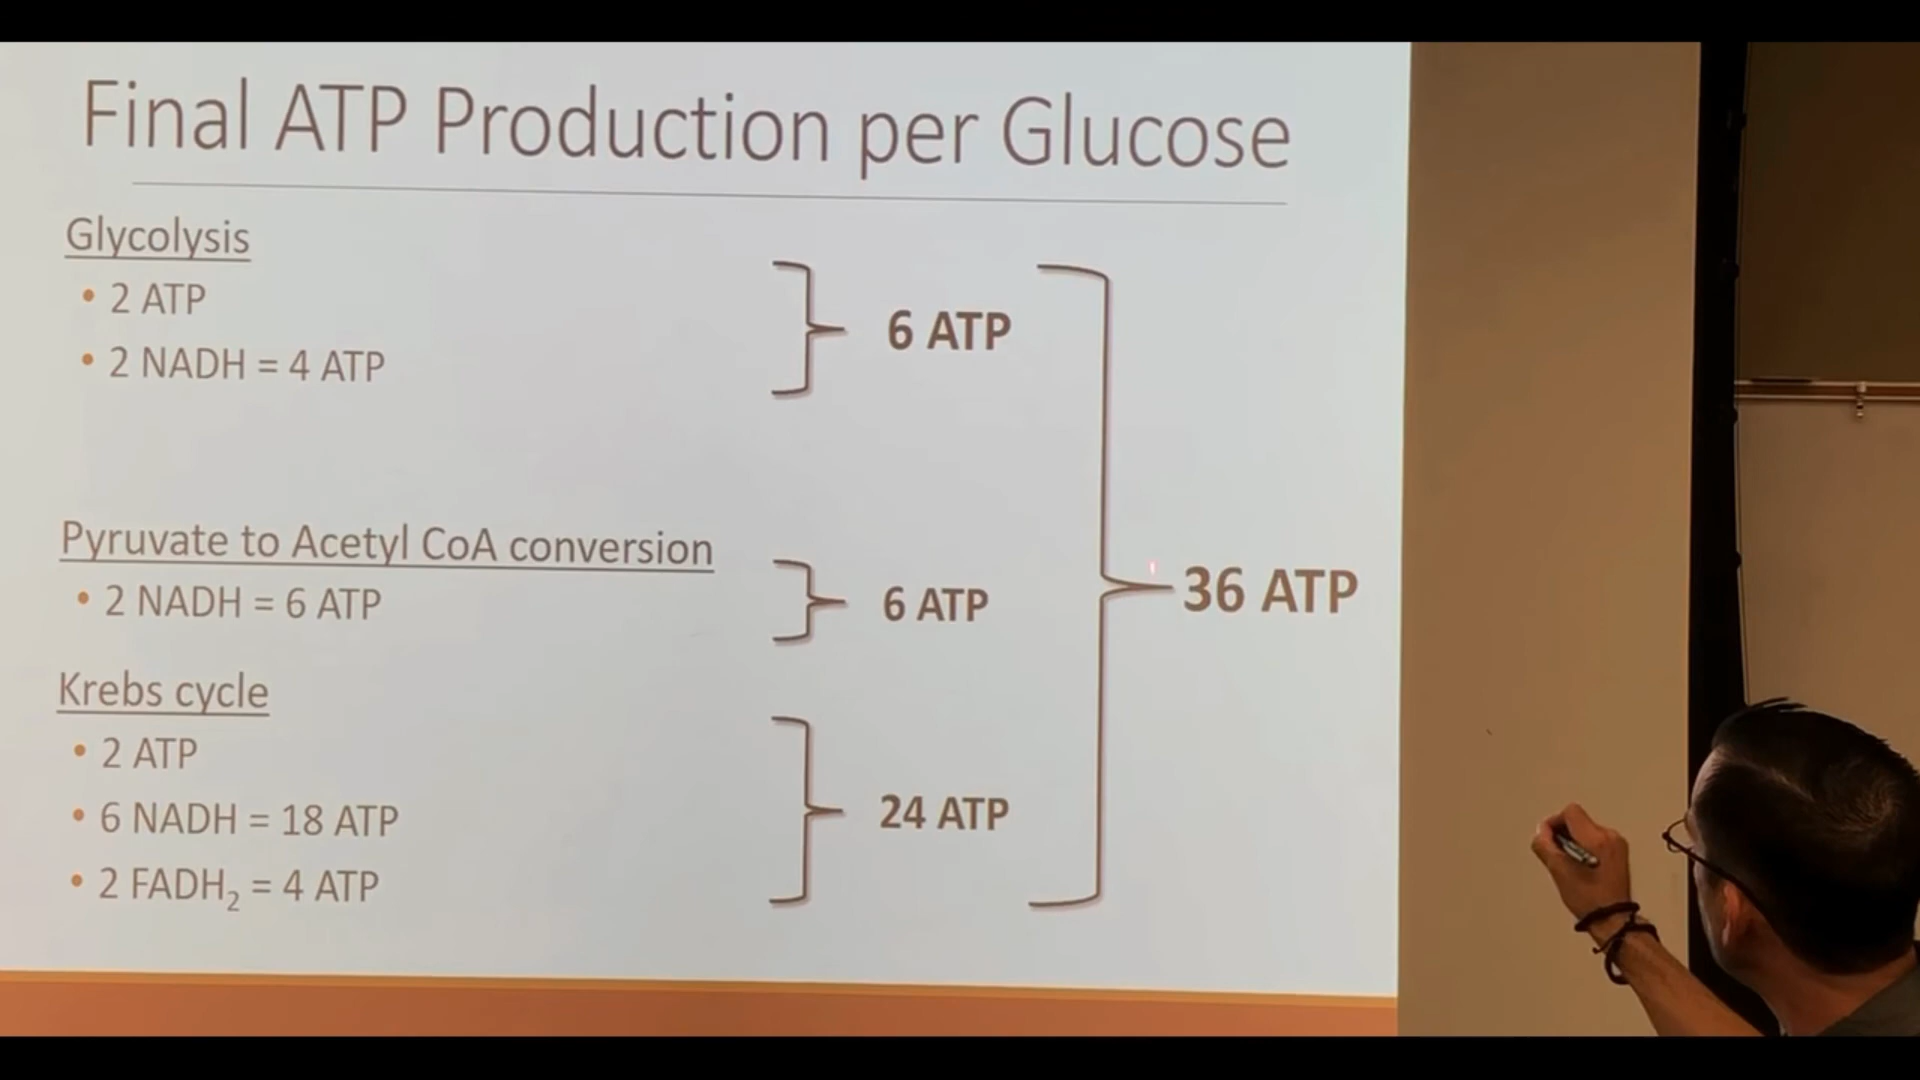 Final ATP Production per Glucose
Glycolysis
• 2 ATP
• 2 NADH = 4 ATP
6 ATP
Pyruvate to Acetyl CoA conversion
• 2 NADH = 6 ATP
6 ATP
36 ATP
Krebs cycle
• 2 ATP
• 6 NADH = 18 ATP
• 2 FADH₂ = 4 ATP
24 ATP